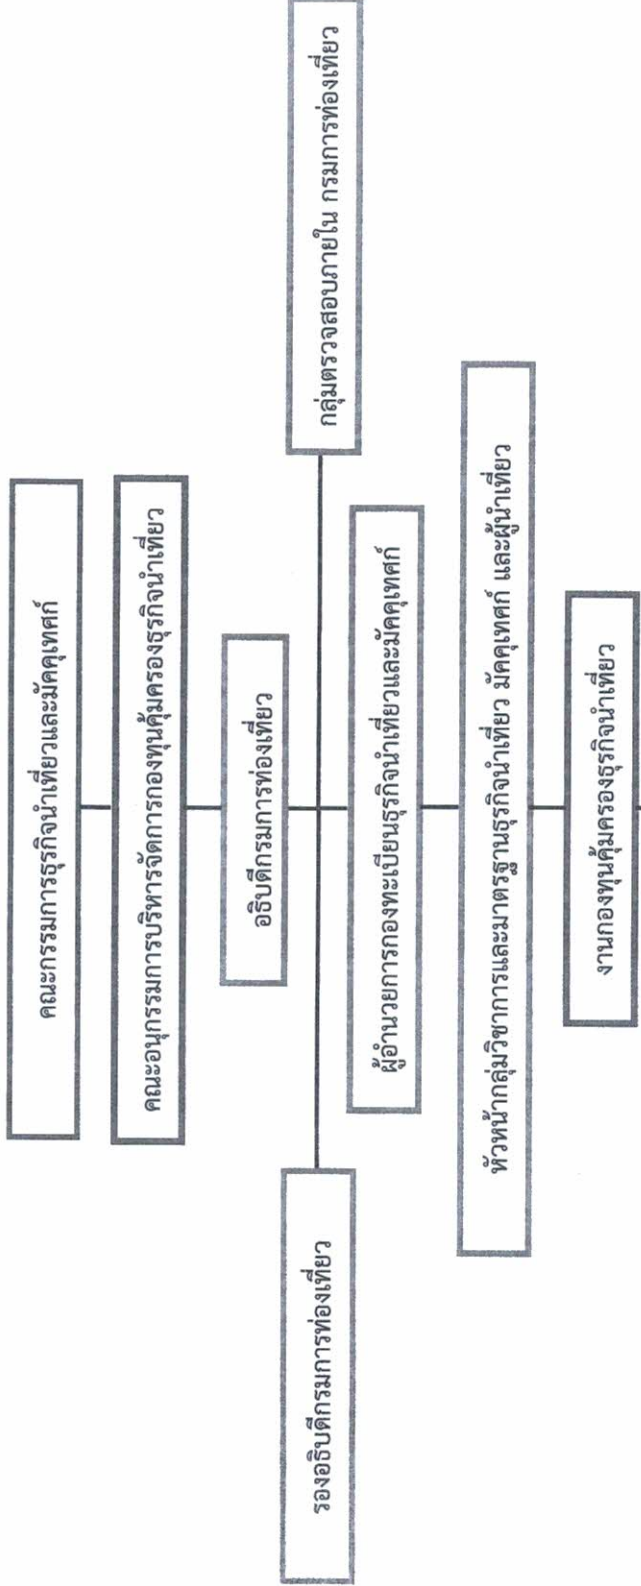 คณะกรรมการธุรกิจนำเที่ยวและมัคคุเทศก์
คณะอนุกรรมการบริหารจัดการกองทุนคุ้มครองธุรกิจนำเที่ยว
อธิบดีกรมการท่องเที่ยว
รองอธิบดีกรมการท่องเที่ยว
กลุ่มตรวจสอบภายใน กรมการท่องเที่ยว
ผู้อำนวยการกองทะเบียนธุรกิจนำเที่ยวและมัคคุเทศก์
หัวหน้ากลุ่มวิชาการและมาตรฐานธุรกิจนำเที่ยว มัคคุเทศก์ และผู้นำเที่ยว
งานกองทุนคุ้มครองธุรกิจนำเที่ยว